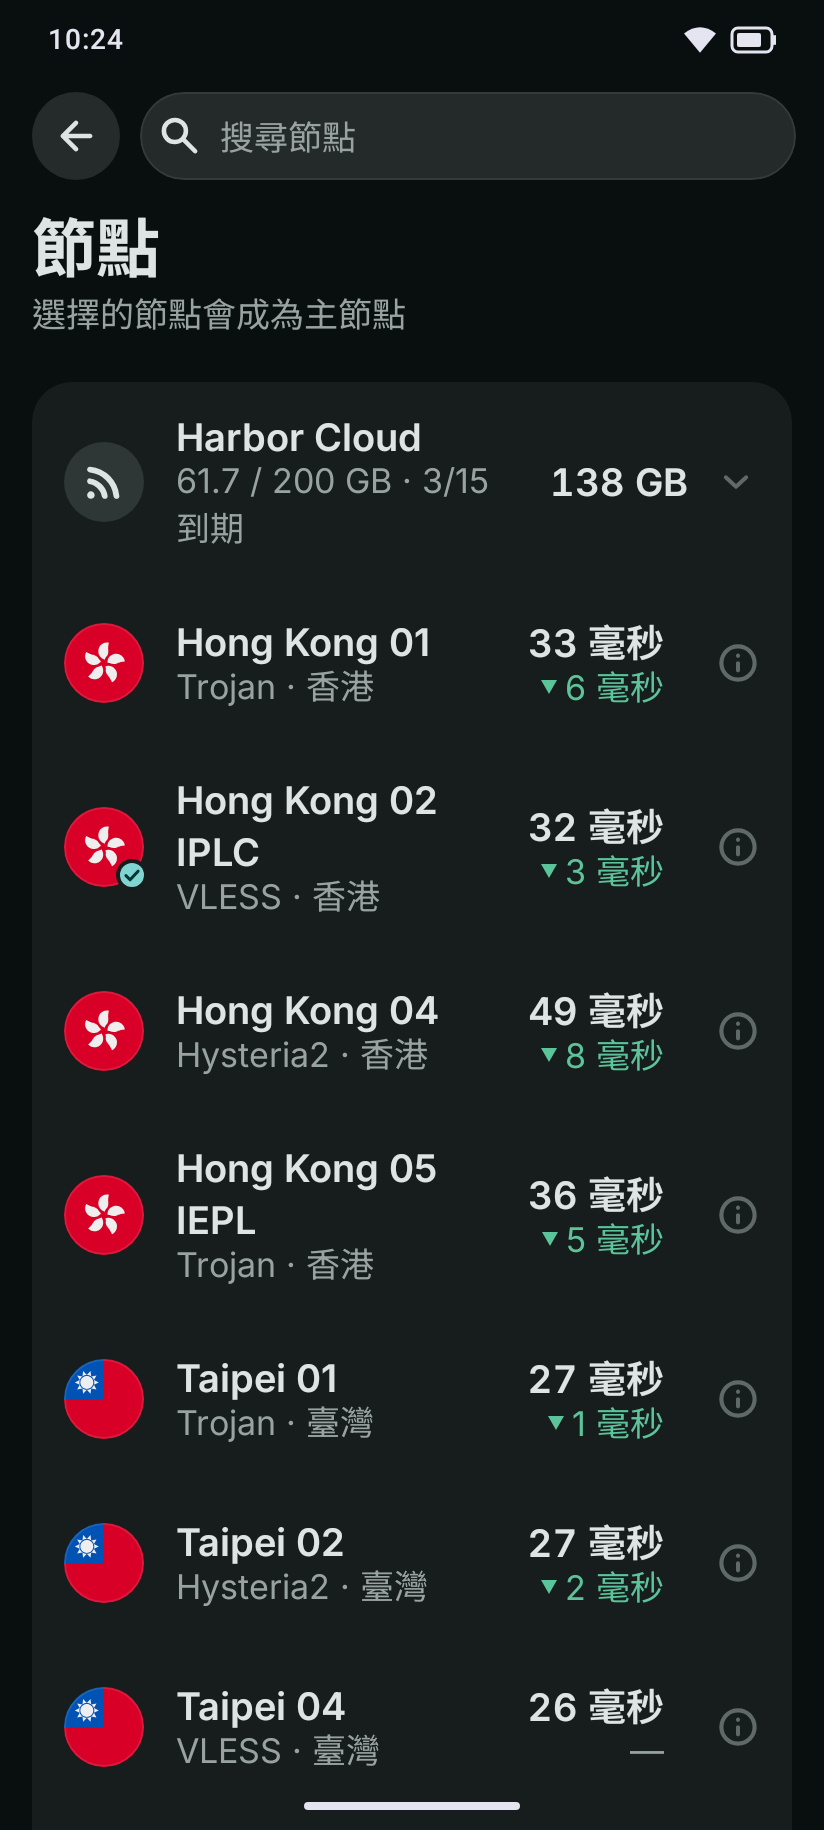 10:24
搜尋節點
節點
選擇的節點會成為主節點
Harbor Cloud
61.7 / 200 GB · 3/15
到期
138 GB
Hong Kong 01
Trojan · 香港
33 毫秒
▼6 毫秒
Hong Kong 02
IPLC
VLESS · 香港
32 毫秒
▼3 毫秒
Hong Kong 04
Hysteria2 · 香港
49 毫秒
▼8 毫秒
Hong Kong 05
IEPL
Trojan · 香港
36 毫秒
▼5 毫秒
Taipei 01
Trojan · 臺灣
27 毫秒
▼1 毫秒
Taipei 02
Hysteria2 · 臺灣
27 毫秒
▼2 毫秒
Taipei 04
VLESS · 臺灣
26 毫秒
—